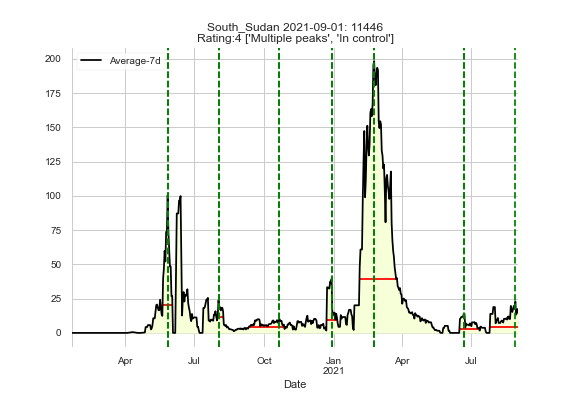 South_Sudan 2021-09-01: 11446
Rating:4 ['Multiple peaks', 'In control']
Average-7d
200
175
150
125
100
75
50
25
0
Apr Jul Oct Jan Apr Jul
2021
Date